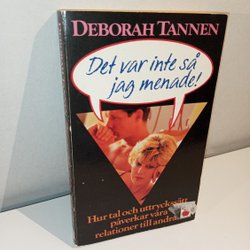 DEBORAH TANNEN
Det var inte så
jag menade!
Hur tal och uttryckssätt
påverkar våra
relationer till andra